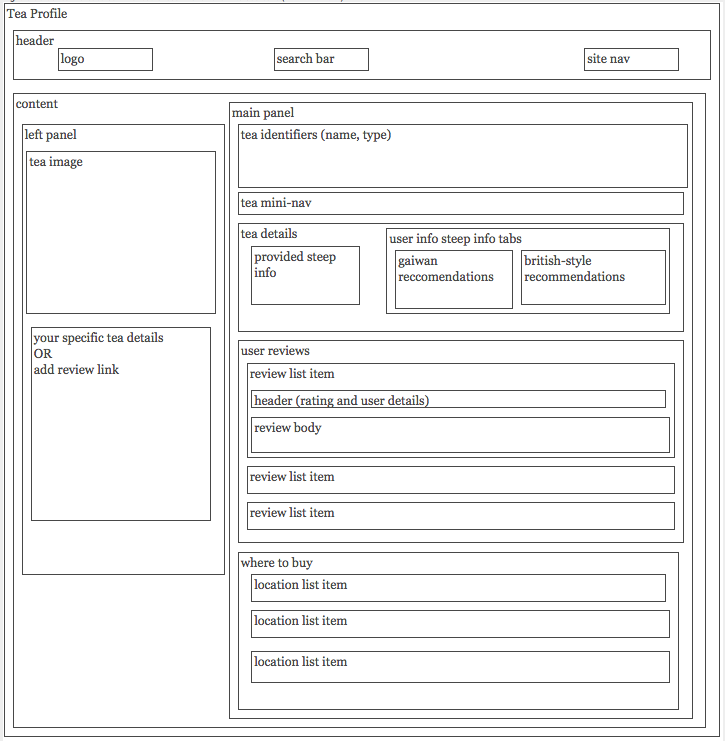 Tea Profile
header
logo
search bar
site nav
content
left panel
tea image
your specific tea details
OR
add review link
main panel
tea identifiers (name, type)
tea mini-nav
tea details
provided steep
info
user info steep info tabs
gaiwan
reccomendations
british-style
recommendations
user reviews
review list item
header (rating and user details)
review body
review list item
review list item
where to buy
location list item
location list item
location list item